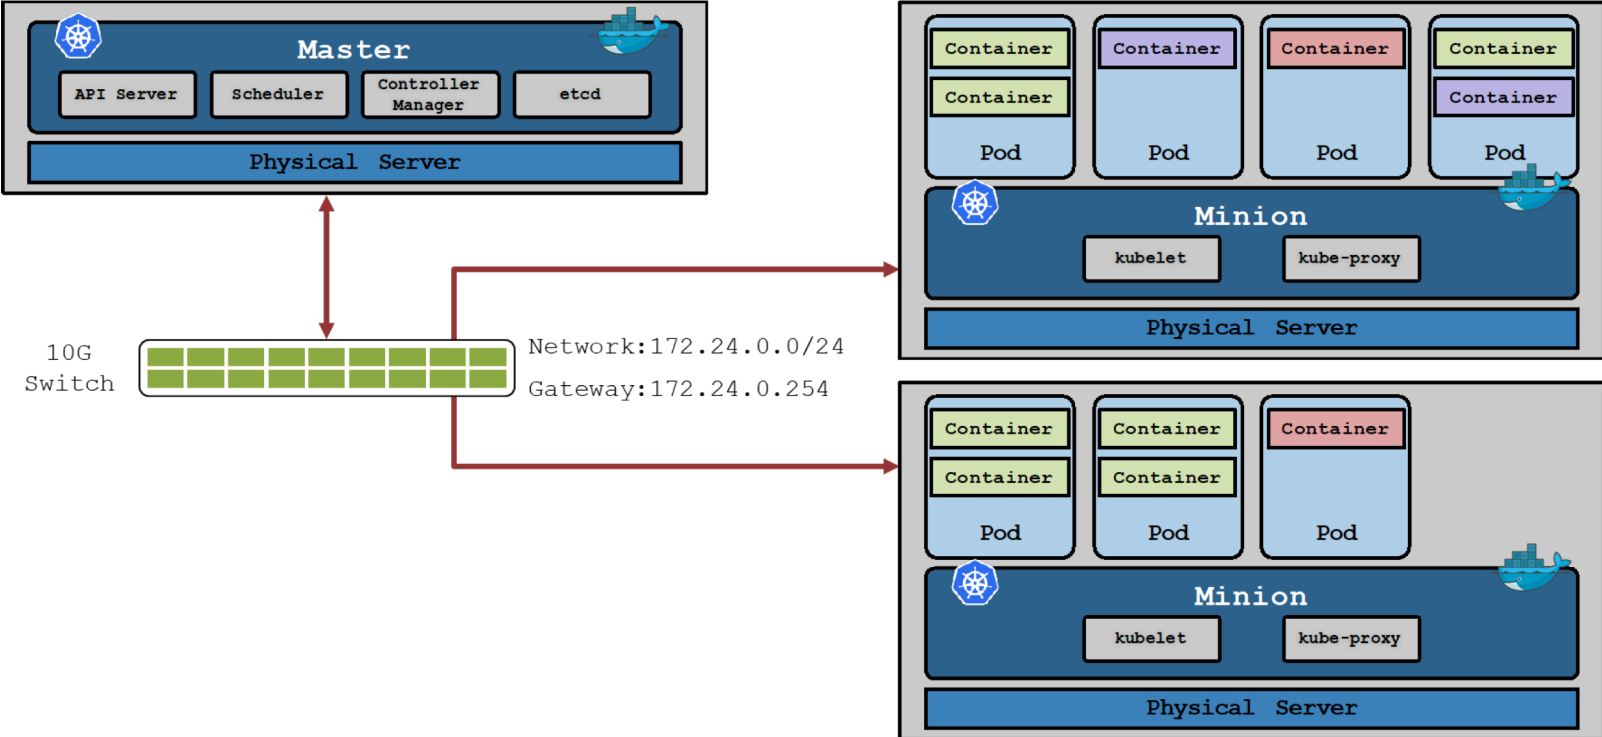 Master
API Server
Scheduler
Controller
Manager
etcd
Physical Server
10G
Switch
Network:172.24.0.0/24
Gateway:172.24.0.254
Container
Container
Pod
Container
Pod
Container
Pod
Container
Container
Pod
Minion
kubelet
kube-proxy
Physical Server
Container
Container
Pod
Container
Container
Pod
Container
Pod
Minion
kubelet
kube-proxy
Physical Server